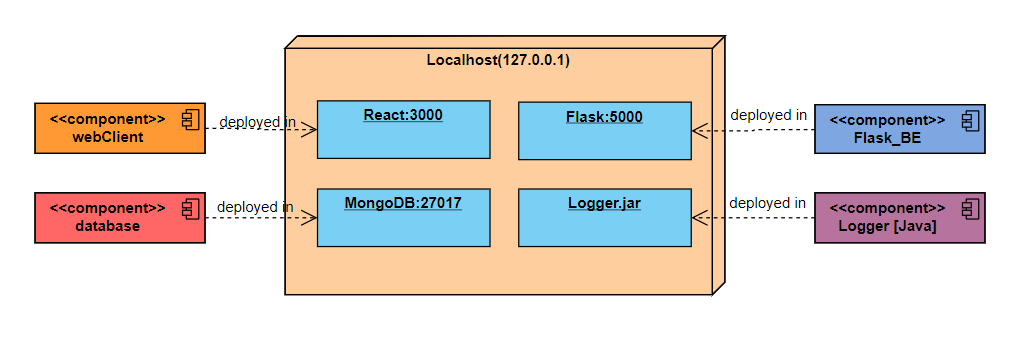 Localhost(127.0.0.1)
<<component>>
webClient
deployed in
React:3000
Flask:5000
deployed in
<<component>>
Flask_BE
<<component>>
database
deployed in
MongoDB:27017
Logger.jar
deployed in
<<component>>
Logger [Java]